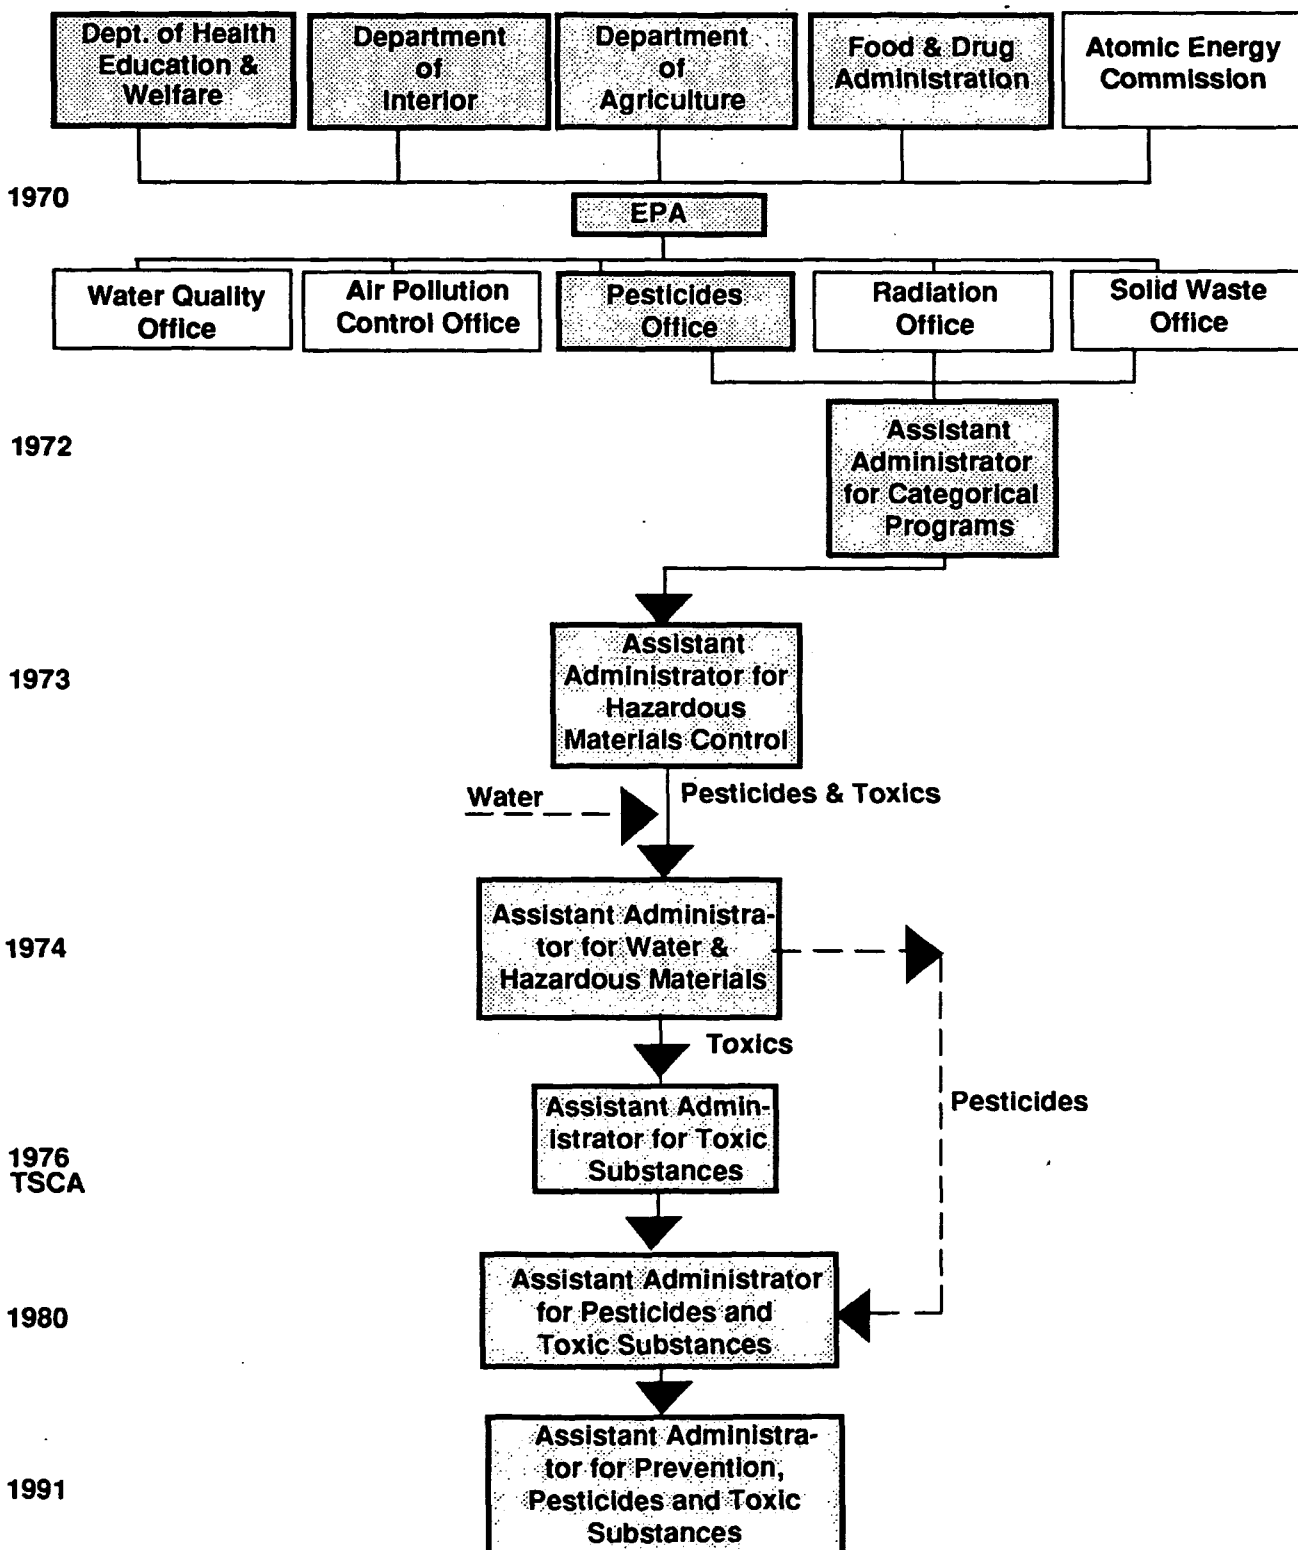 Dept. of Health
Education &
Welfare
Department
of
Interior
Department
of
Agriculture
Food & Drug
Administration
Atomic Energy
Commission
1970
EPA
Water Quality
Office
Air Pollution
Control Office
Pesticides
Office
Radiation
Office
Solid Waste
Office
1972
Assistant
Administrator
for Categorical
Programs
1973
Assistant
Administrator for
Hazardous
Materials Control
Water
Pesticides & Toxics
1974
Assistant Administra-
tor for Water &
Hazardous Materials
Toxics
Pesticides
1976
TSCA
Assistant Admin-
istrator for Toxic
Substances
1980
Assistant Administrator
for Pesticides and
Toxic Substances
1991
Assistant Administra-
tor for Prevention,
Pesticides and Toxic
Substances